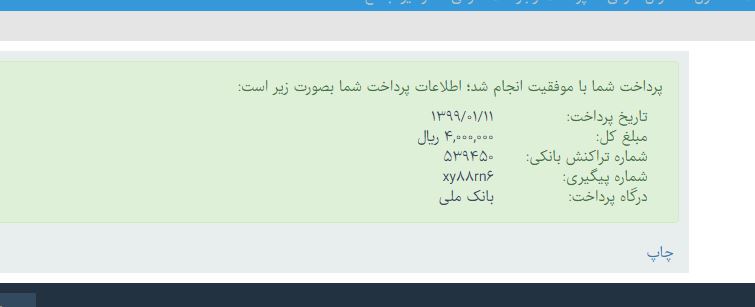 پرداخت شما با موفقیت انجام شد؛ اطلاعات پرداخت شما بصورت زیر است:
تاریخ پرداخت: ۱۳۹۹/۰۱/۱۱
مبلغ کل: ۴,۰۰۰,۰۰۰ ریال
شماره تراکنش بانکی: ۵۳۹۴۵۰
شماره پیگیری: xy۸۸rn۶
درگاه پرداخت: بانک ملی
چاپ